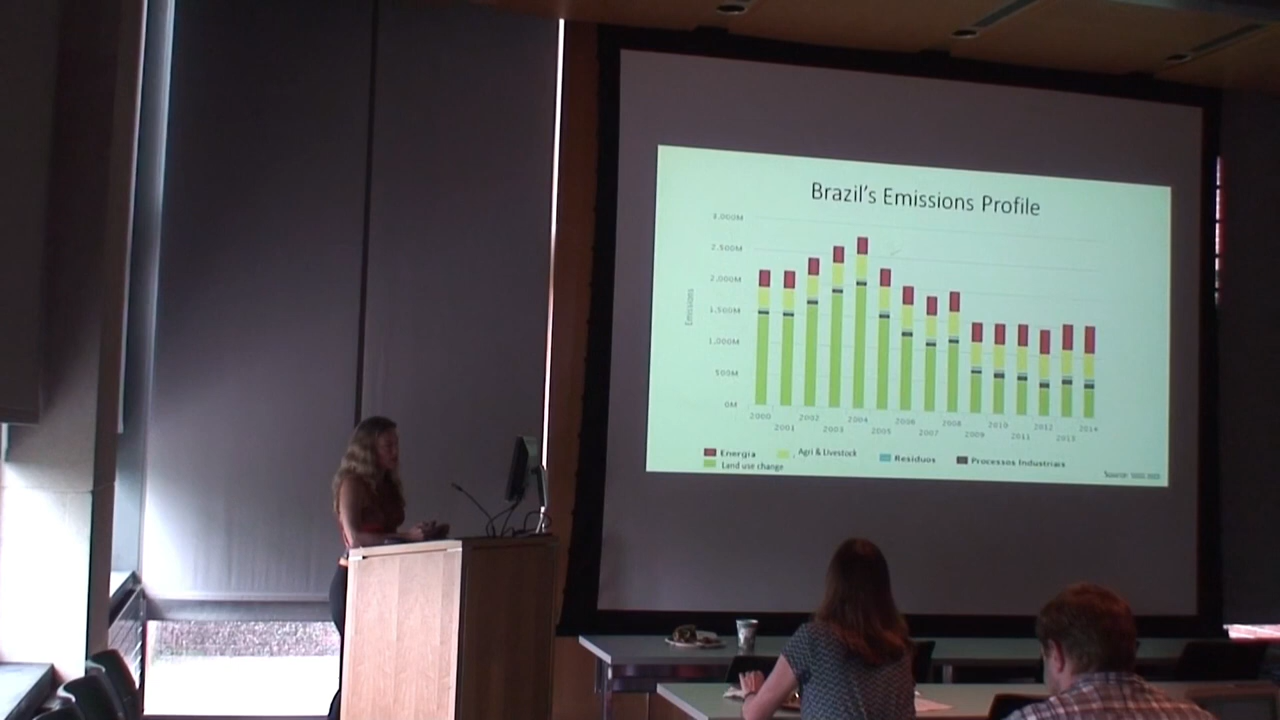 Brazil's Emissions Profile
3,000M
2,500M
2,000M
1,500M
1,000M
500M
0M
Emissions
2000 2002 2004 2006 2008 2010 2012
2001 2003 2005 2007 2009 2011 2013
Energia Agri & Livestock Resíduos Processos Industriais
Land use change